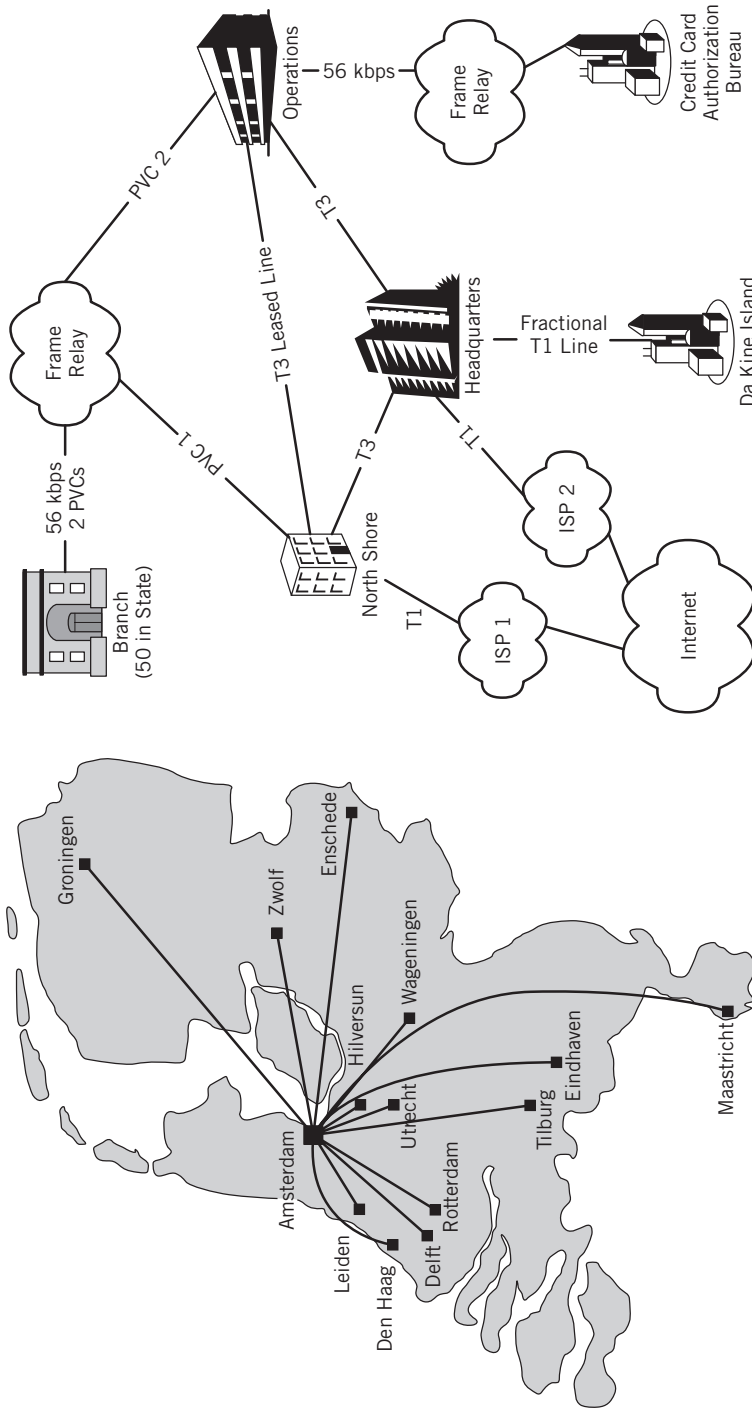 Groningen
Zwolf
Enschede
Amsterdam
Hilversun
Wageningen
Leiden
Den Haag
Utrecht
Delft
Rotterdam
Tilburg
Eindhaven
Maastricht
Branch
(50 in State)
56 kbps
2 PVCs
Frame
Relay
PVC 2
PVC 1
Operations
T3 Leased Line
North Shore
T3
T3
56 kbps
Headquarters
Frame
Relay
T1
T1
ISP 1
ISP 2
Fractional
T1 Line
Credit Card
Authorization
Bureau
Internet
Da Kine Island